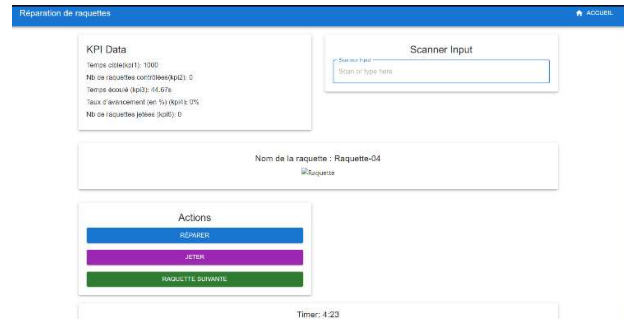 Réparation de raquettes
ACCUEIL
KPI Data
Temps cible(kpi1): 1000
Nb de raquettes contrôlées(kpi2): 0
Temps écoulé (kpi3): 44.67s
Taux d'avancement (en %) (kpi4): 0%
Nb de raquettes jetées (kpi5): 0
Scanner Input
Scanner Input
Scan or type here
Nom de la raquette : Raquette-04
Raquette
Actions
RÉPARER
JETER
RAQUETTE SUIVANTE
Timer: 4:23